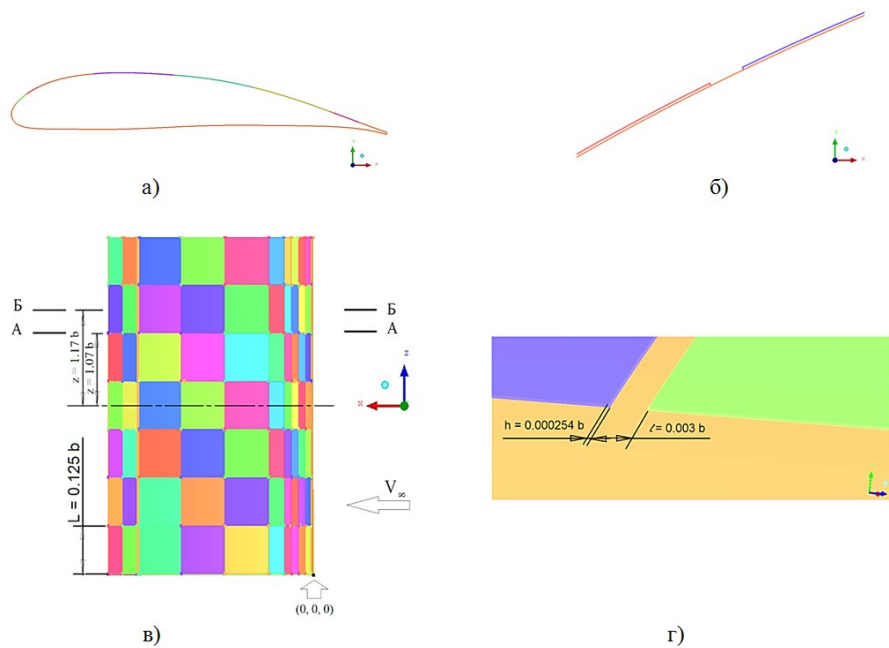 а)
б)
Б
А
Б
А
z = 1.17 b
z = 1.07 b
L = 0.125 b
x
z
V∞
(0, 0, 0)
h = 0.000254 b
ℓ = 0.003 b
в)
г)